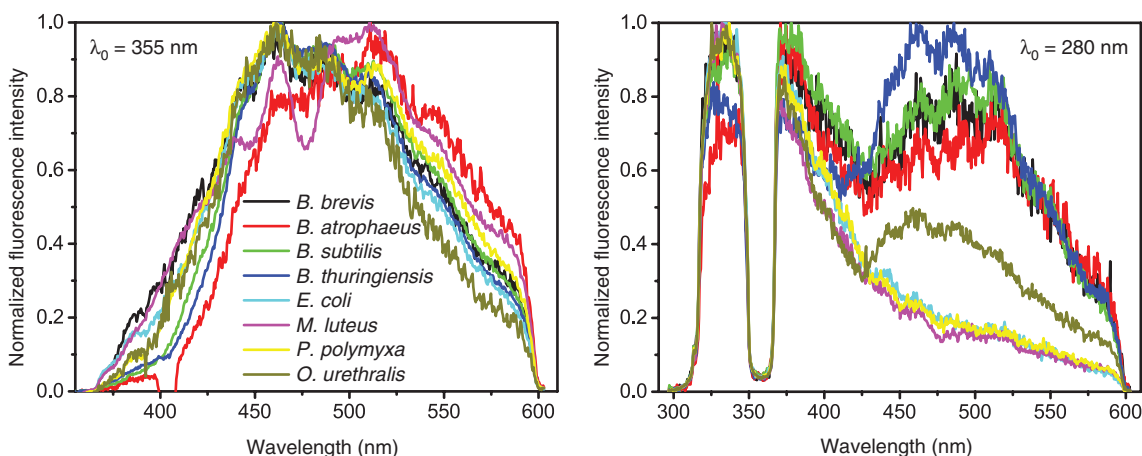 λ0 = 355 nm
Normalized fluorescence intensity
1.0
0.8
0.6
0.4
0.2
0.0
B. brevis
B. atrophaeus
B. subtilis
B. thuringiensis
E. coli
M. luteus
P. polymyxa
O. urethralis
400 450 500 550 600
Wavelength (nm)
λ0 = 280 nm
Normalized fluorescence intensity
1.0
0.8
0.6
0.4
0.2
0.0
300 350 400 450 500 550 600
Wavelength (nm)